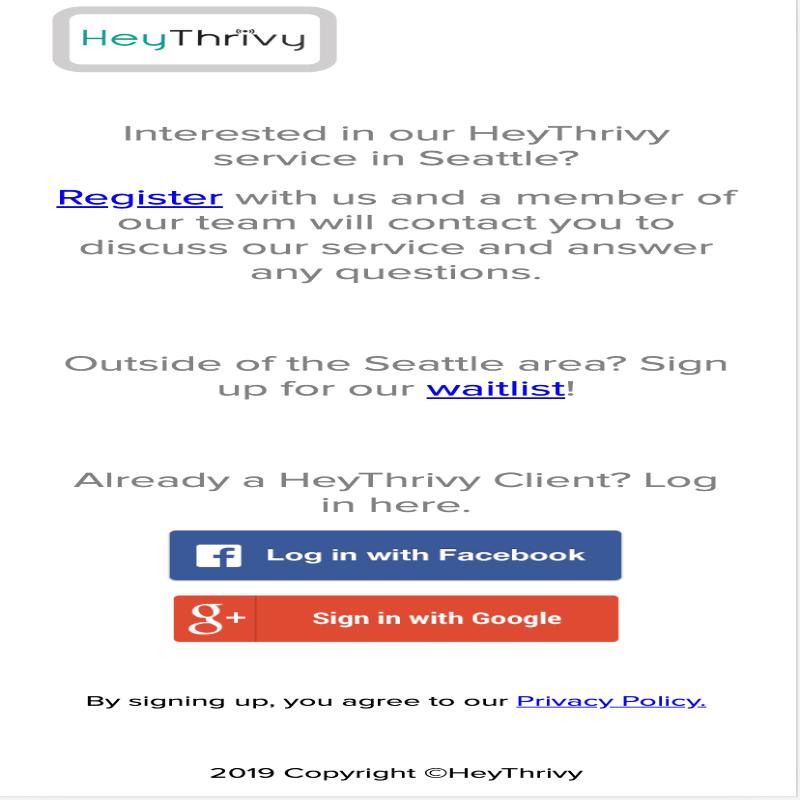 HeyThrivy
Interested in our HeyThrivy
service in Seattle?
Register with us and a member of
our team will contact you to
discuss our service and answer
any questions.
Outside of the Seattle area? Sign
up for our waitlist!
Already a HeyThrivy Client? Log
in here.
f Log in with Facebook
g+ Sign in with Google
By signing up, you agree to our Privacy Policy.
2019 Copyright ©HeyThrivy